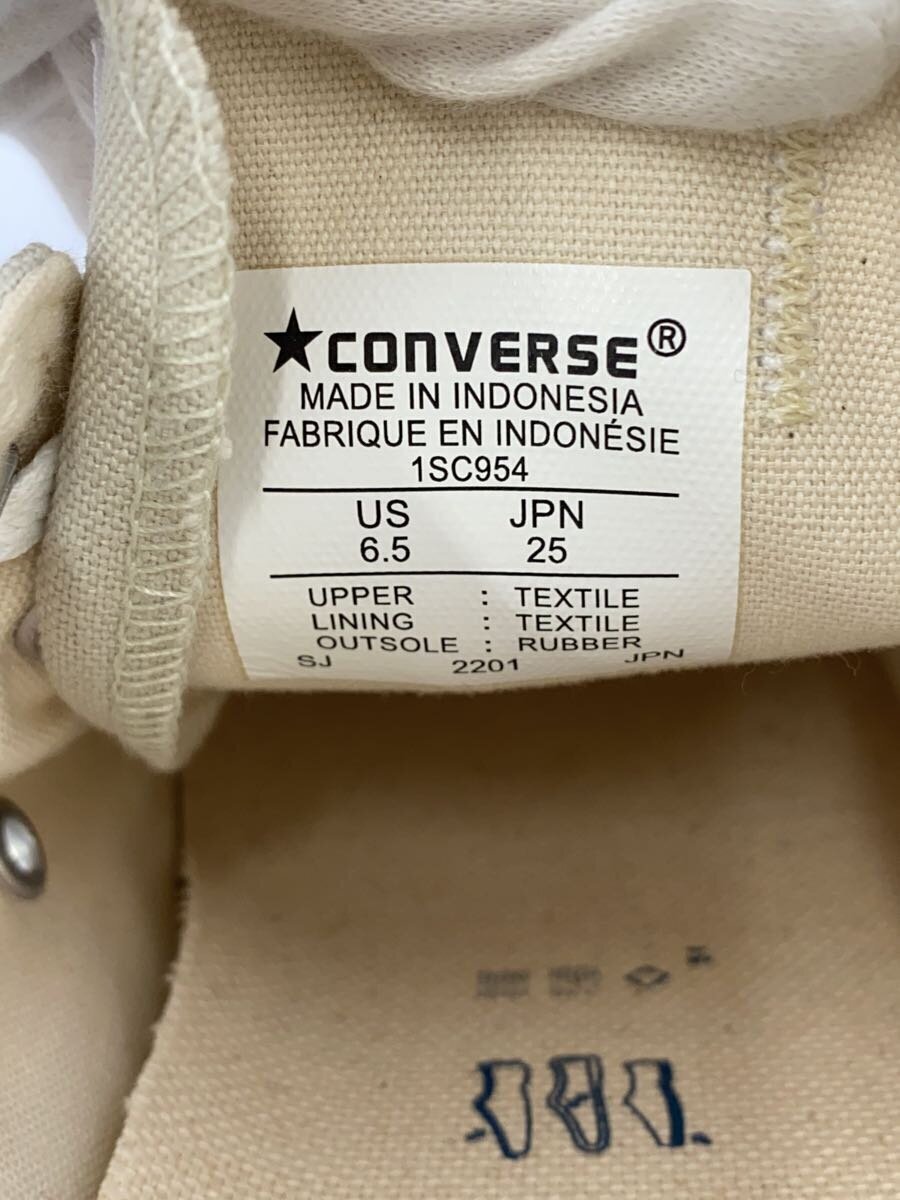 ★CONVERSE®
MADE IN INDONESIA
FABRIQUE EN INDONÉSIE
1SC954
US JPN
6.5 25
UPPER : TEXTILE
LINING : TEXTILE
OUTSOLE : RUBBER
SJ 2201 JPN